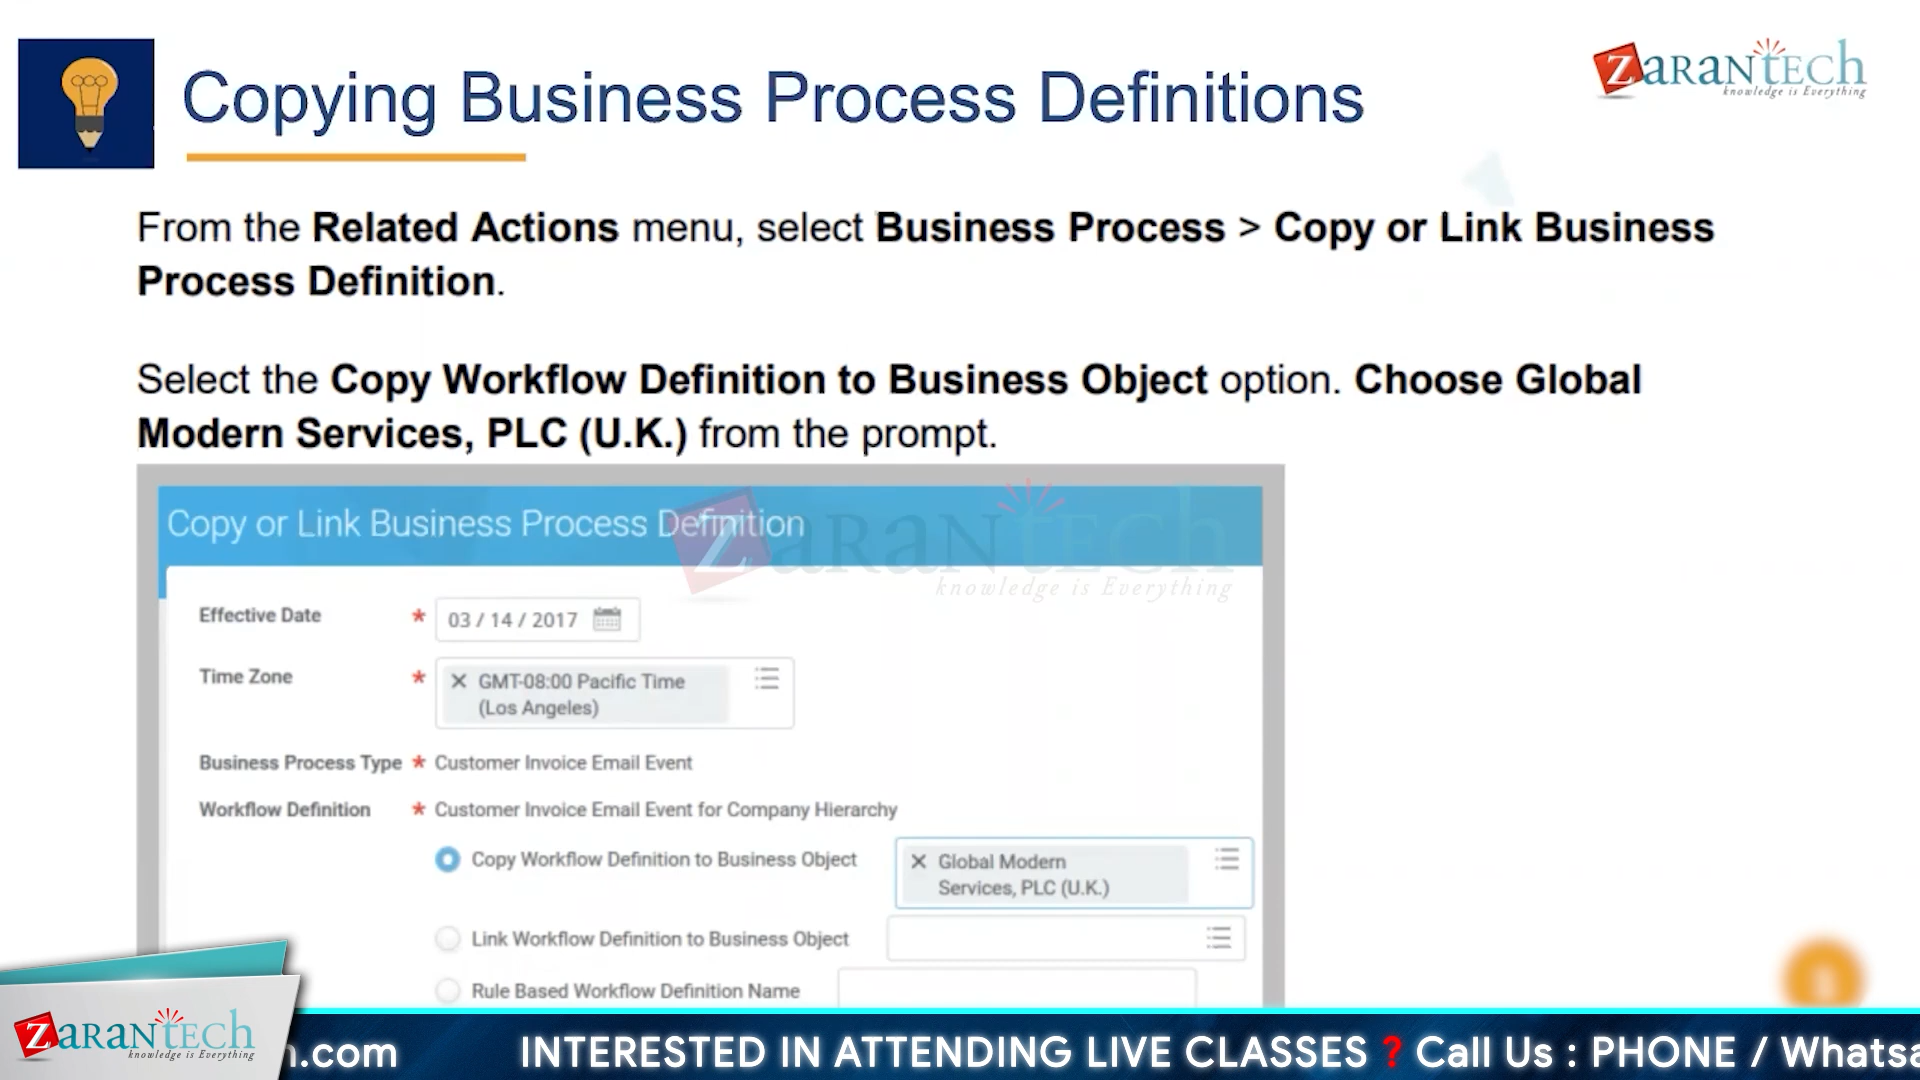 Copying Business Process Definitions
ZaranTech
knowledge is Everything
From the Related Actions menu, select Business Process > Copy or Link Business
Process Definition.
Select the Copy Workflow Definition to Business Object option. Choose Global
Modern Services, PLC (U.K.) from the prompt.
Copy or Link Business Process Definition
ZaranTech
knowledge is Everything
Effective Date * 03 / 14 / 2017
Time Zone * × GMT-08:00 Pacific Time
(Los Angeles)
Business Process Type * Customer Invoice Email Event
Workflow Definition * Customer Invoice Email Event for Company Hierarchy
Copy Workflow Definition to Business Object × Global Modern
Services, PLC (U.K.)
Link Workflow Definition to Business Object
Rule Based Workflow Definition Name
ZaranTech
knowledge is Everything
.com INTERESTED IN ATTENDING LIVE CLASSES ? Call Us : PHONE / Whatsa